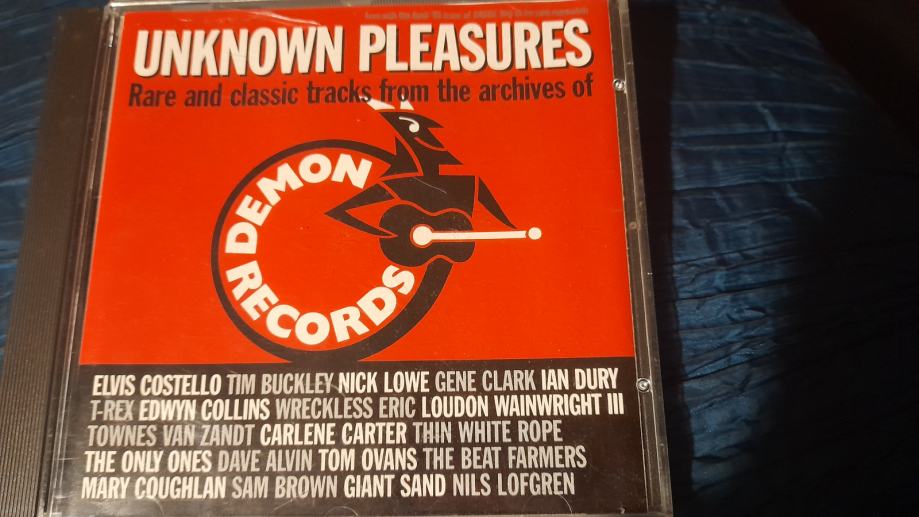 UNKNOWN PLEASURES
Rare and classic tracks from the archives of
DEMON
RECORDS
ELVIS COSTELLO TIM BUCKLEY NICK LOWE GENE CLARK IAN DURY
T-REX EDWYN COLLINS WRECKLESS ERIC LOUDON WAINWRIGHT III
TOWNES VAN ZANDT CARLENE CARTER THIN WHITE ROPE
THE ONLY ONES DAVE ALVIN TOM OVANS THE BEAT FARMERS
MARY COUGHLAN SAM BROWN GIANT SAND NILS LOFGREN